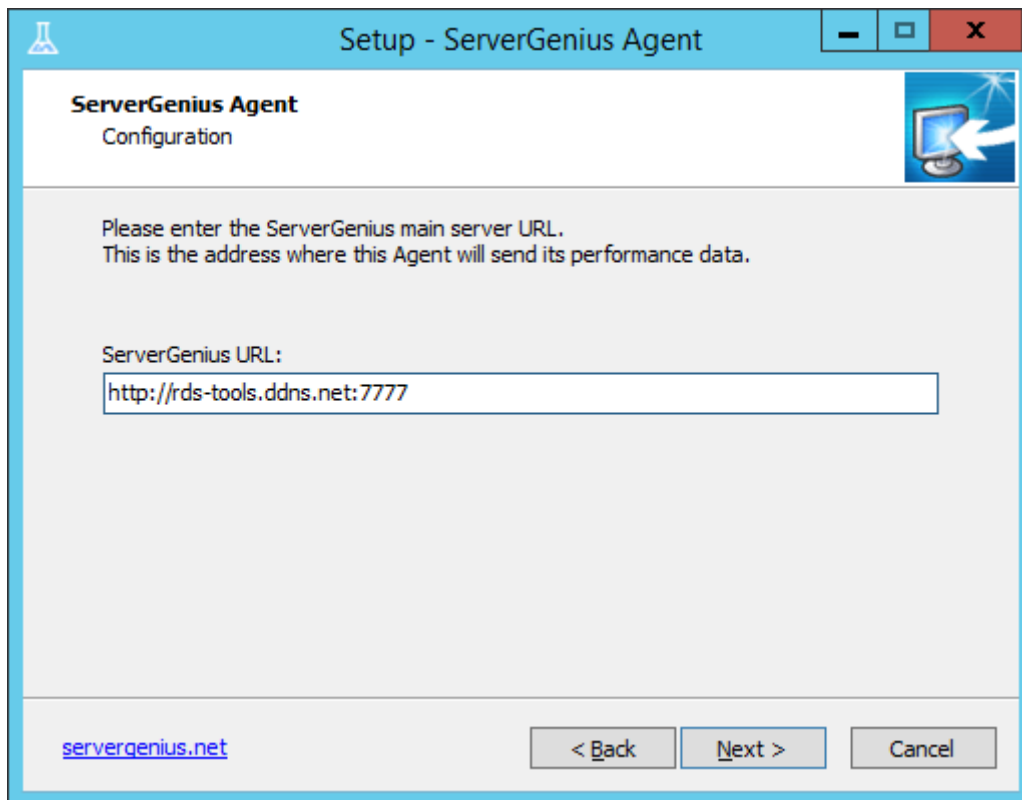 Setup - ServerGenius Agent
ServerGenius Agent
Configuration
Please enter the ServerGenius main server URL.
This is the address where this Agent will send its performance data.
ServerGenius URL:
http://rds-tools.ddns.net:7777
servergenius.net
< Back
Next >
Cancel